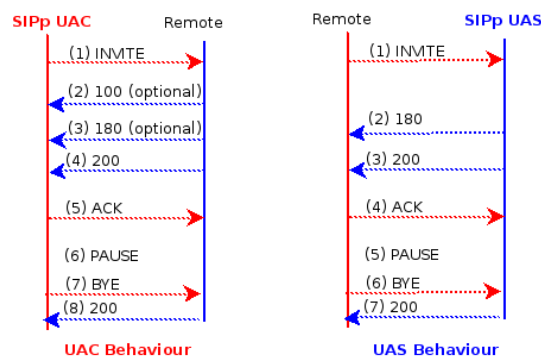 SIPp UAC
Remote
(1) INVITE
(2) 100 (optional)
(3) 180 (optional)
(4) 200
(5) ACK
(6) PAUSE
(7) BYE
(8) 200
UAC Behaviour
Remote
SIPp UAS
(1) INVITE
(2) 180
(3) 200
(4) ACK
(5) PAUSE
(6) BYE
(7) 200
UAS Behaviour